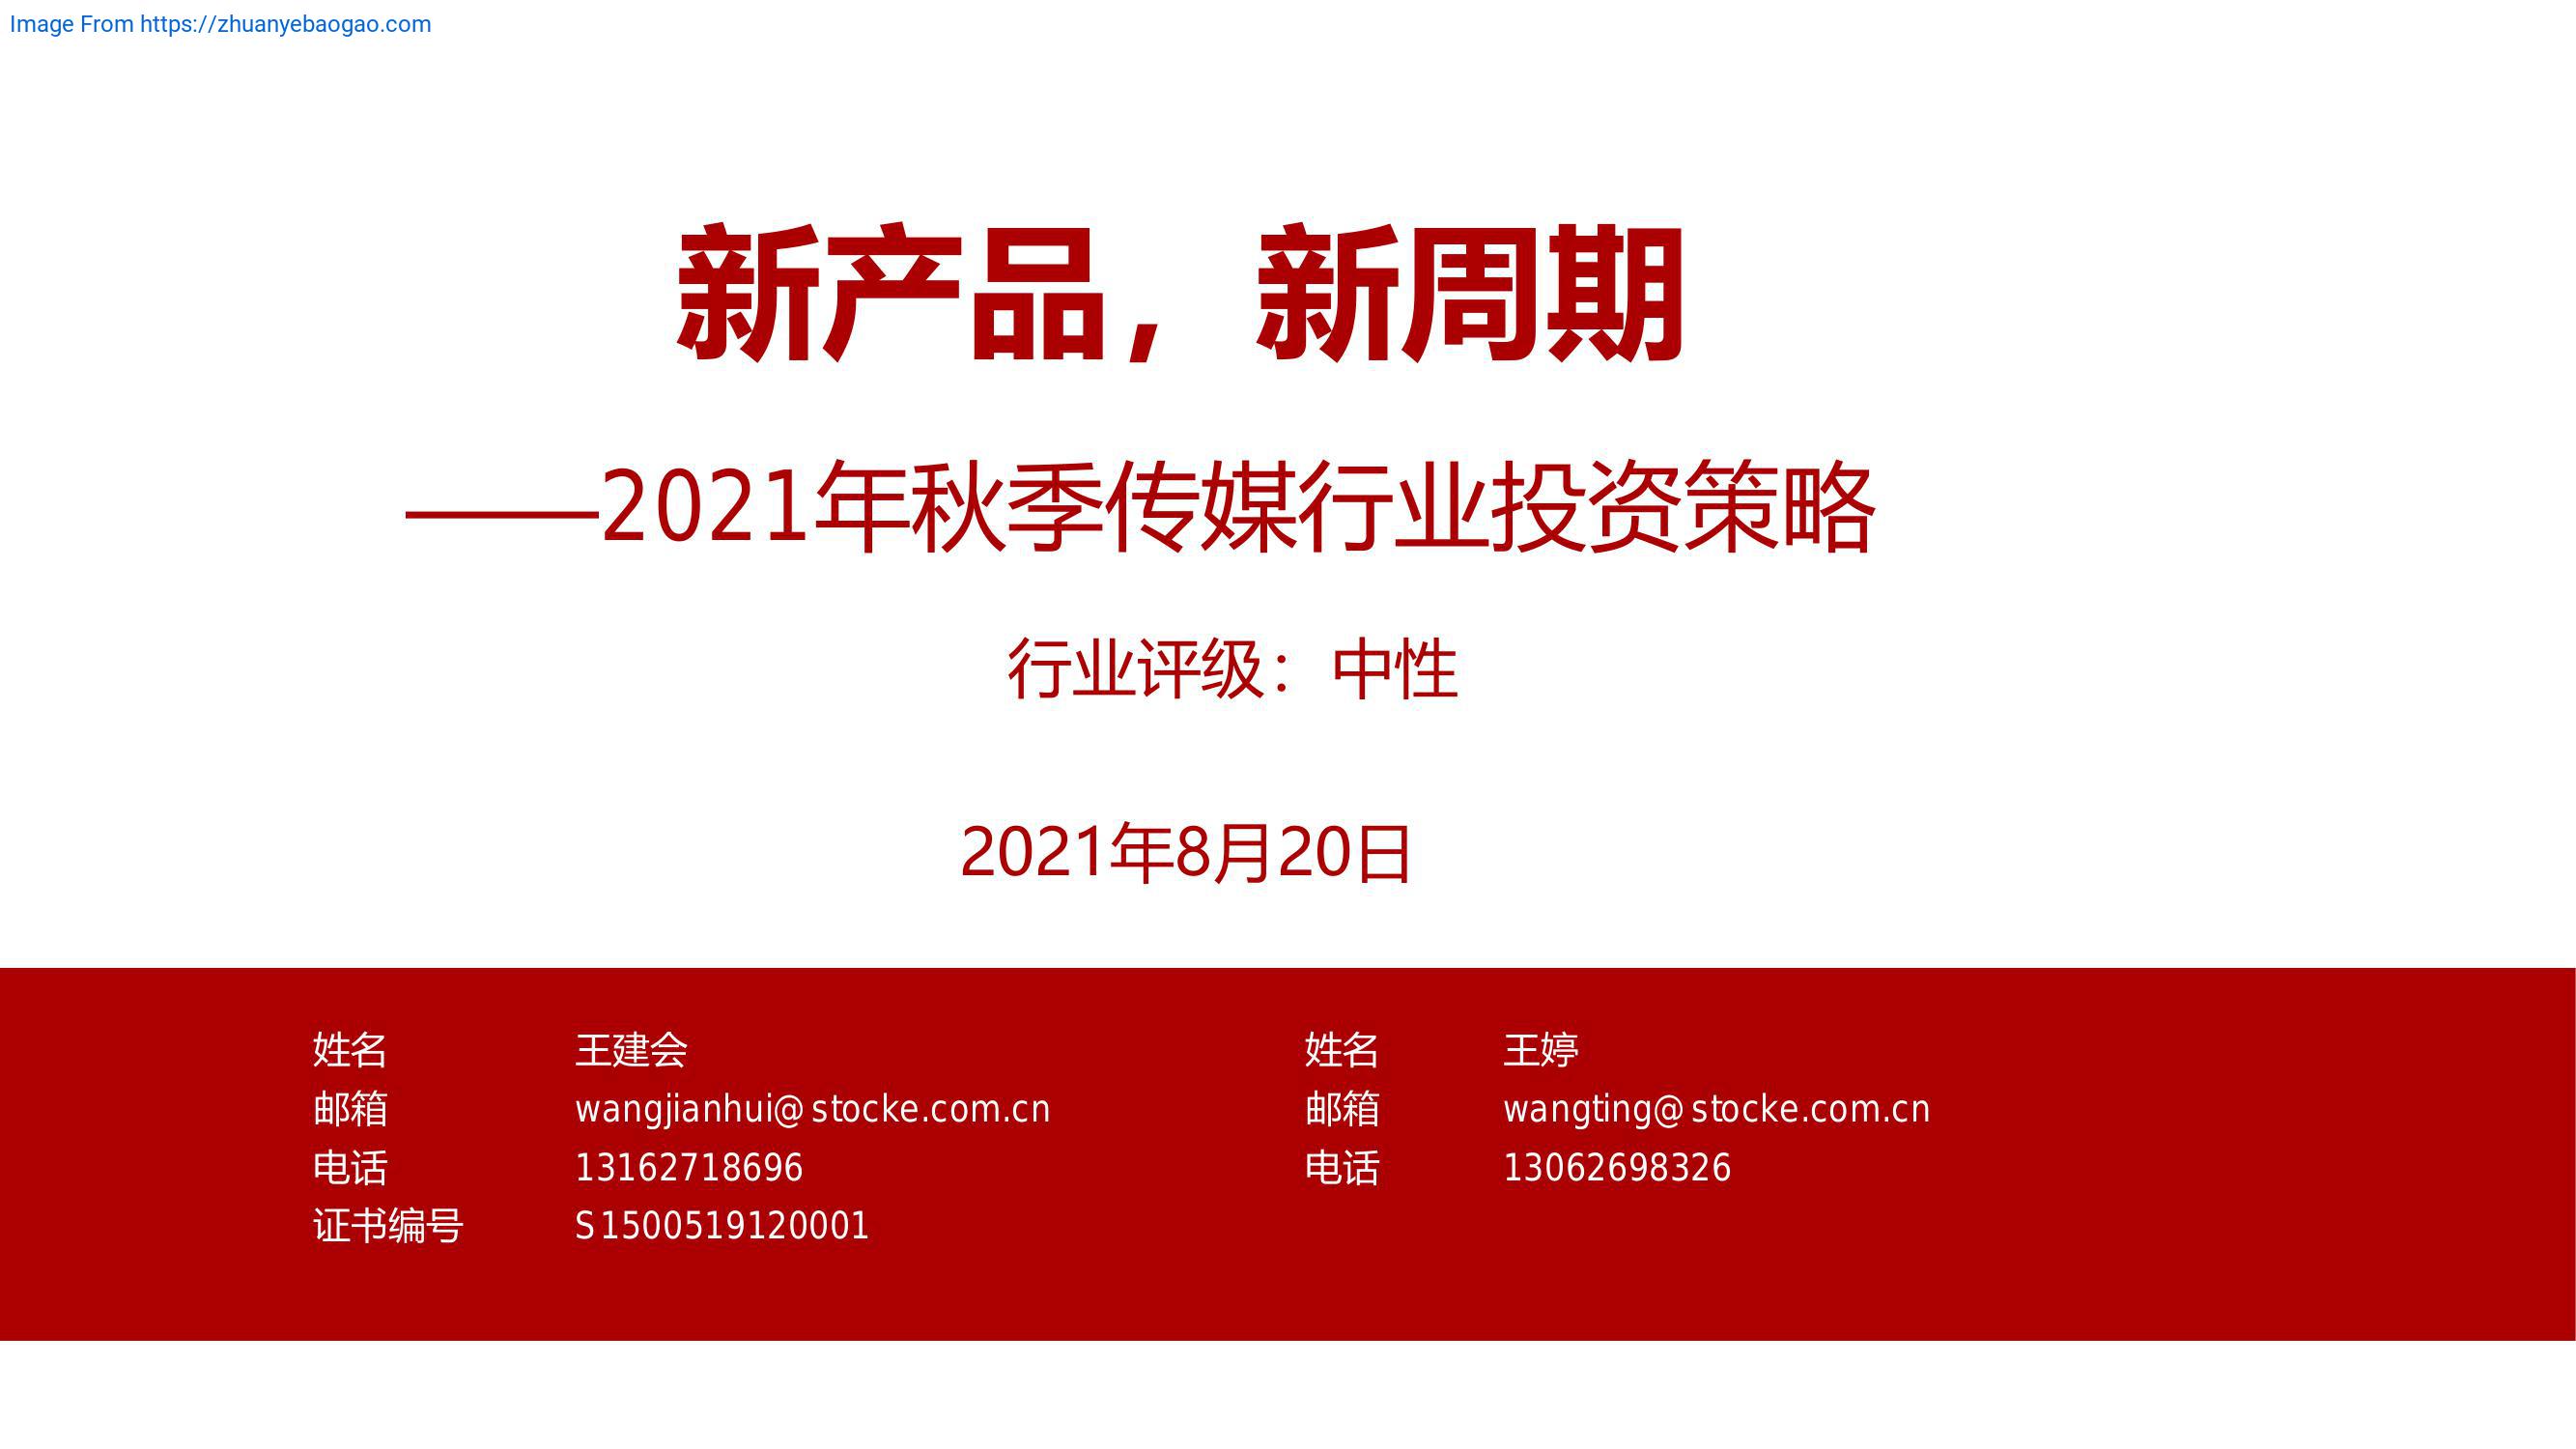 Image From https://zhuanyebaogao.com
新产品，新周期
——2021年秋季传媒行业投资策略
行业评级：中性
2021年8月20日
姓名 王建会
邮箱 wangjianhui@stocke.com.cn
电话 13162718696
证书编号 S1500519120001
姓名 王婷
邮箱 wangting@stocke.com.cn
电话 13062698326